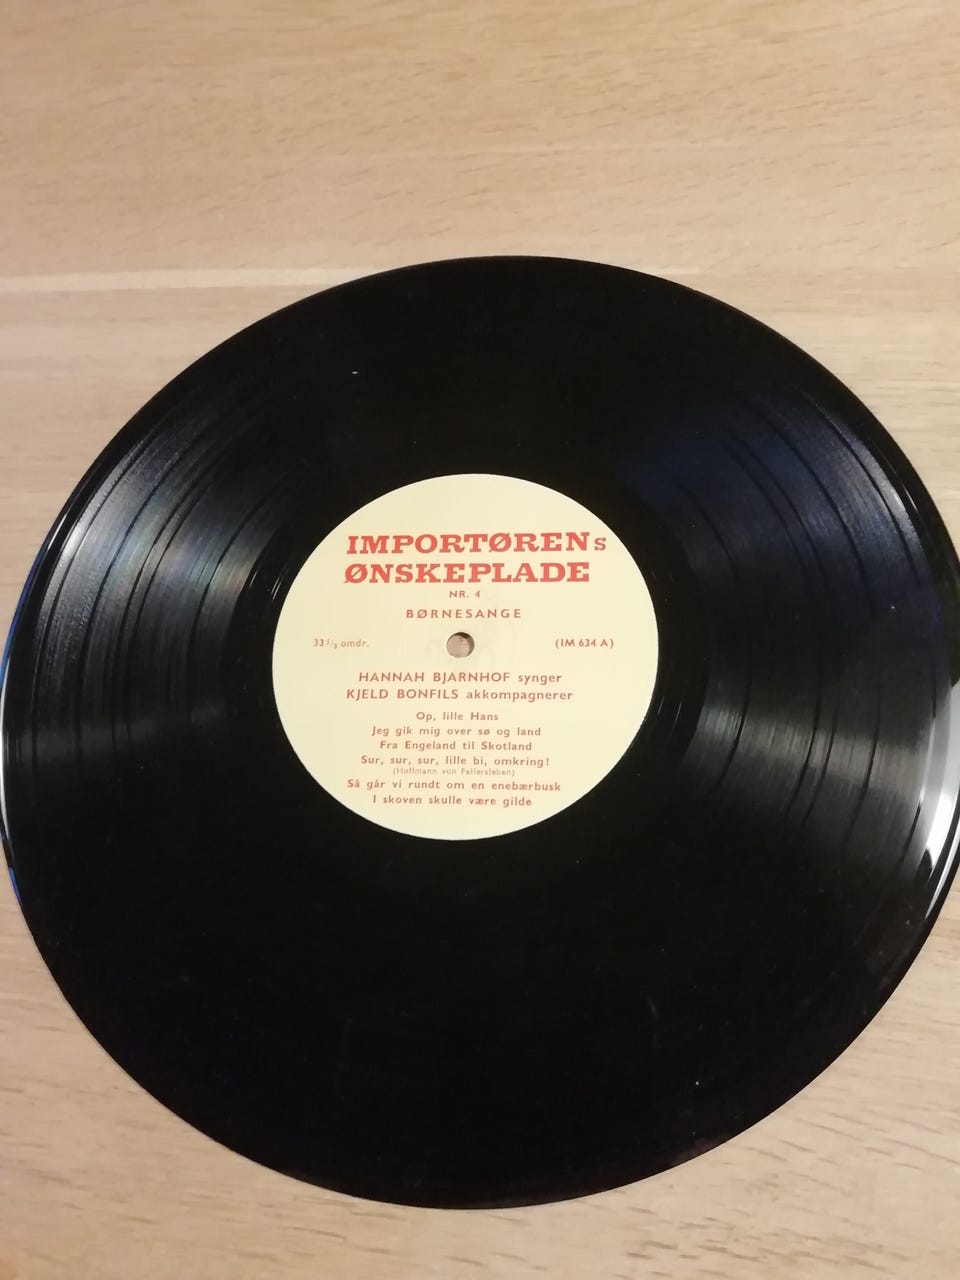 IMPORTØRENs
ØNSKEPLADE
NR. 4
BØRNESANGE
33 1/3 omdr. (IM 634 A)
HANNAH BJARNHOF synger
KJELD BONFILS akkompagnerer
Op, lille Hans
Jeg gik mig over sø og land
Fra Engeland til Skotland
Sur, sur, sur, lille bi, omkring!
(Hoffmann von Fallersleben)
Så går vi rundt om en enebærbusk
I skoven skulle være gilde